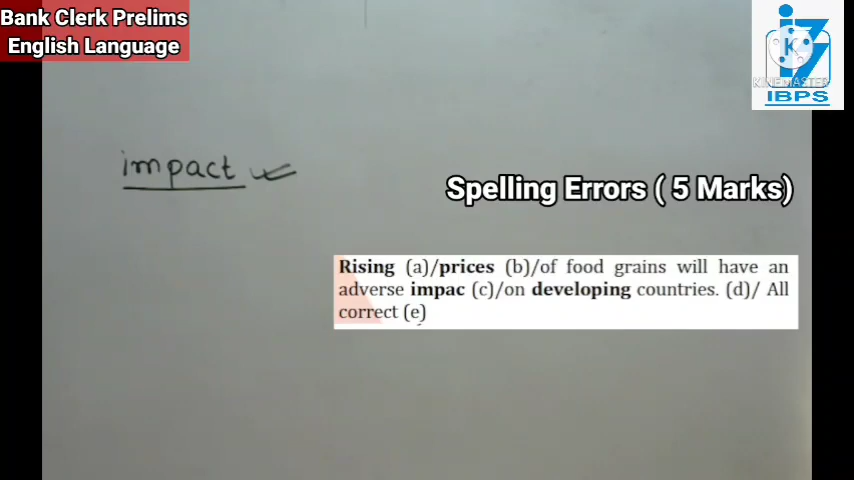 Bank Clerk Prelims
English Language
KINEMASTER
IBPS
impact
Spelling Errors ( 5 Marks)
Rising (a)/prices (b)/of food grains will have an
adverse impac (c)/on developing countries. (d)/ All
correct (e)